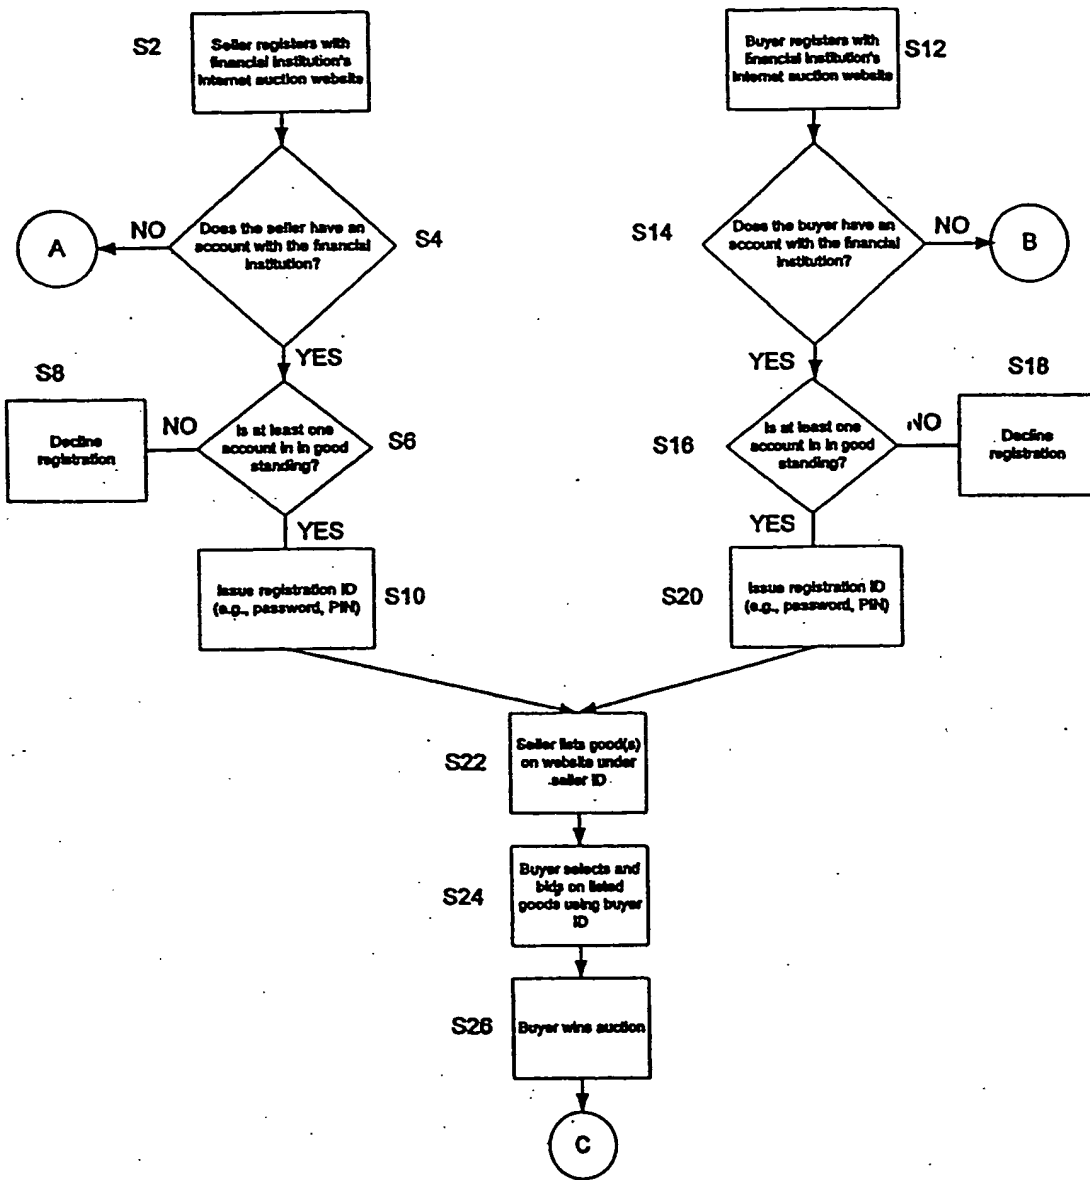 S2
Seller registers with
financial institution's
Internet auction website
Buyer registers with
financial institution's
Internet auction website
S12
A
NO
Does the seller have an
account with the financial
institution?
S4
S14
Does the buyer have an
account with the financial
institution?
NO
B
YES
YES
S8
S18
Decline
registration
NO
Is at least one
account in in good
standing?
S6
S16
Is at least one
account in in good
standing?
NO
Decline
registration
YES
YES
Issue registration ID
(e.g., password, PIN)
S10
S20
Issue registration ID
(e.g., password, PIN)
S22
Seller lists good(s)
on website under
seller ID
S24
Buyer selects and
bids on listed
goods using buyer
ID
S26
Buyer wins auction
C